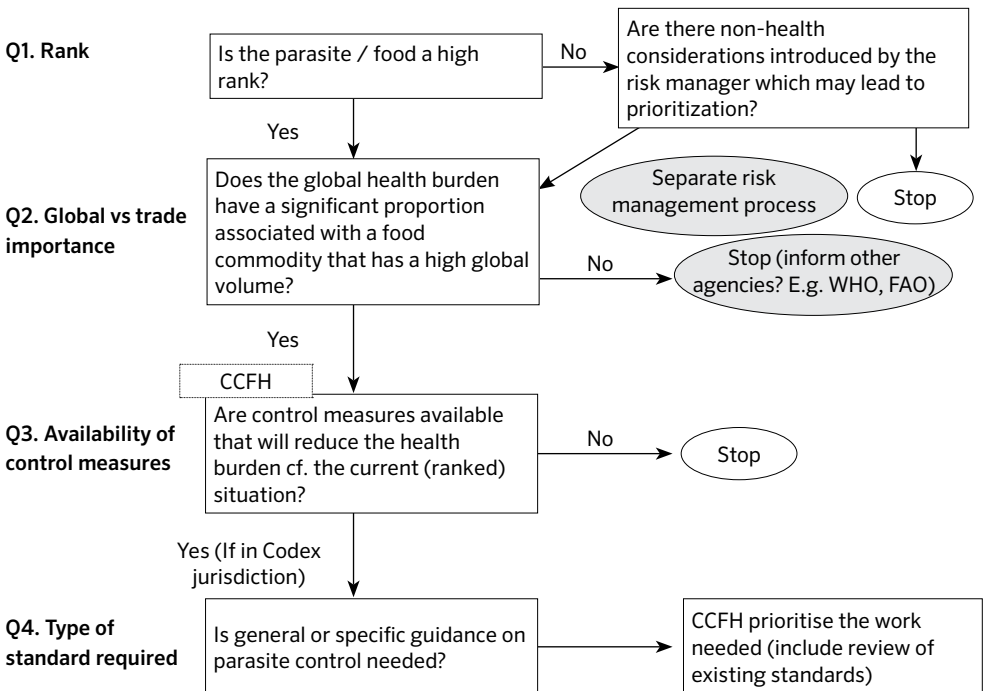 Q1. Rank
Is the parasite / food a high
rank?
No
Are there non-health
considerations introduced by the
risk manager which may lead to
prioritization?
Yes
Q2. Global vs trade
importance
Does the global health burden
have a significant proportion
associated with a food
commodity that has a high global
volume?
Separate risk
management process
Stop
No
Stop (inform other
agencies? E.g. WHO, FAO)
Yes
CCFH
Q3. Availability of
control measures
Are control measures available
that will reduce the health
burden cf. the current (ranked)
situation?
No
Stop
Yes (If in Codex
jurisdiction)
Q4. Type of
standard required
Is general or specific guidance on
parasite control needed?
CCFH prioritise the work
needed (include review of
existing standards)